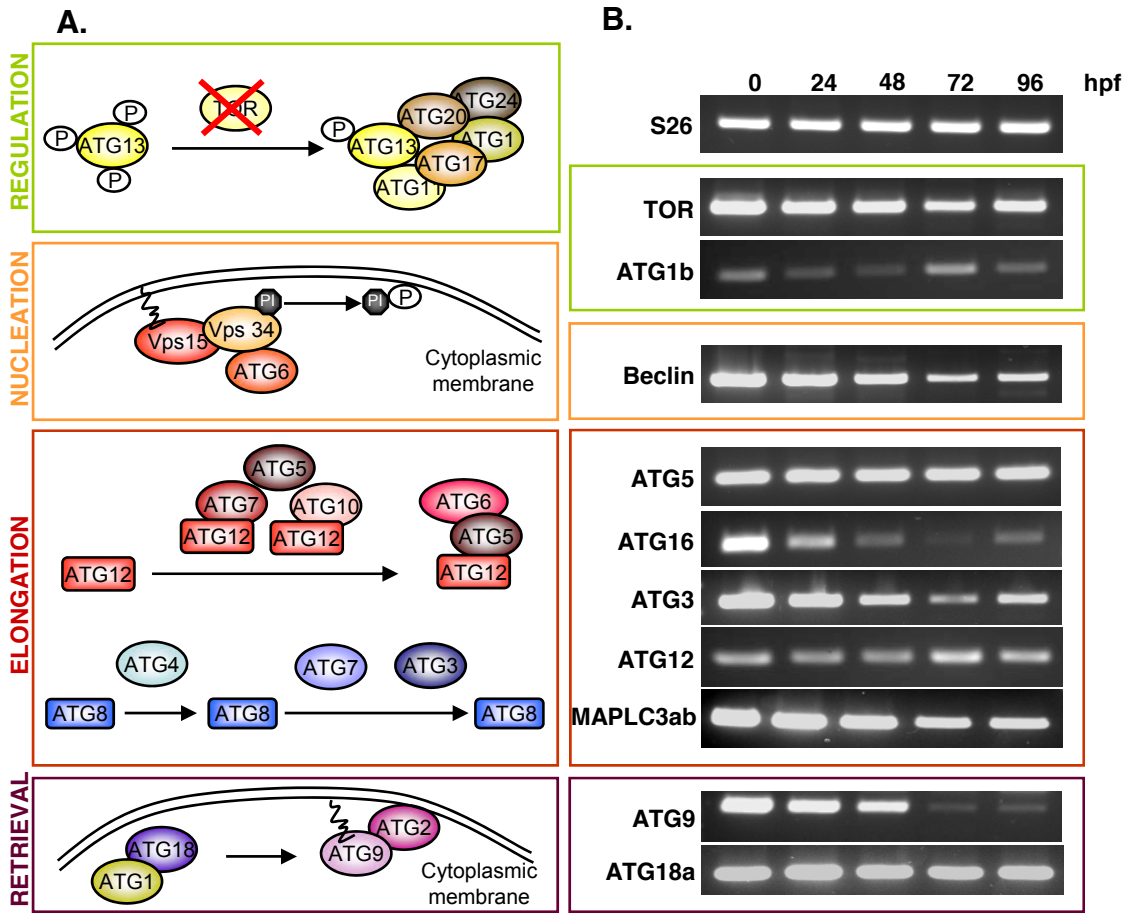 A.
REGULATION
P
P
ATG13
P
TOR
P
ATG13
ATG20
ATG24
ATG1
ATG17
ATG11
NUCLEATION
Vps15
Vps 34
ATG6
PI
PI
P
Cytoplasmic
membrane
ELONGATION
ATG12
ATG5
ATG7
ATG10
ATG12
ATG12
ATG6
ATG5
ATG12
ATG4
ATG7
ATG3
ATG8
ATG8
ATG8
RETRIEVAL
ATG18
ATG1
ATG2
ATG9
Cytoplasmic
membrane
B.
0 24 48 72 96 hpf
S26
TOR
ATG1b
Beclin
ATG5
ATG16
ATG3
ATG12
MAPLC3ab
ATG9
ATG18a